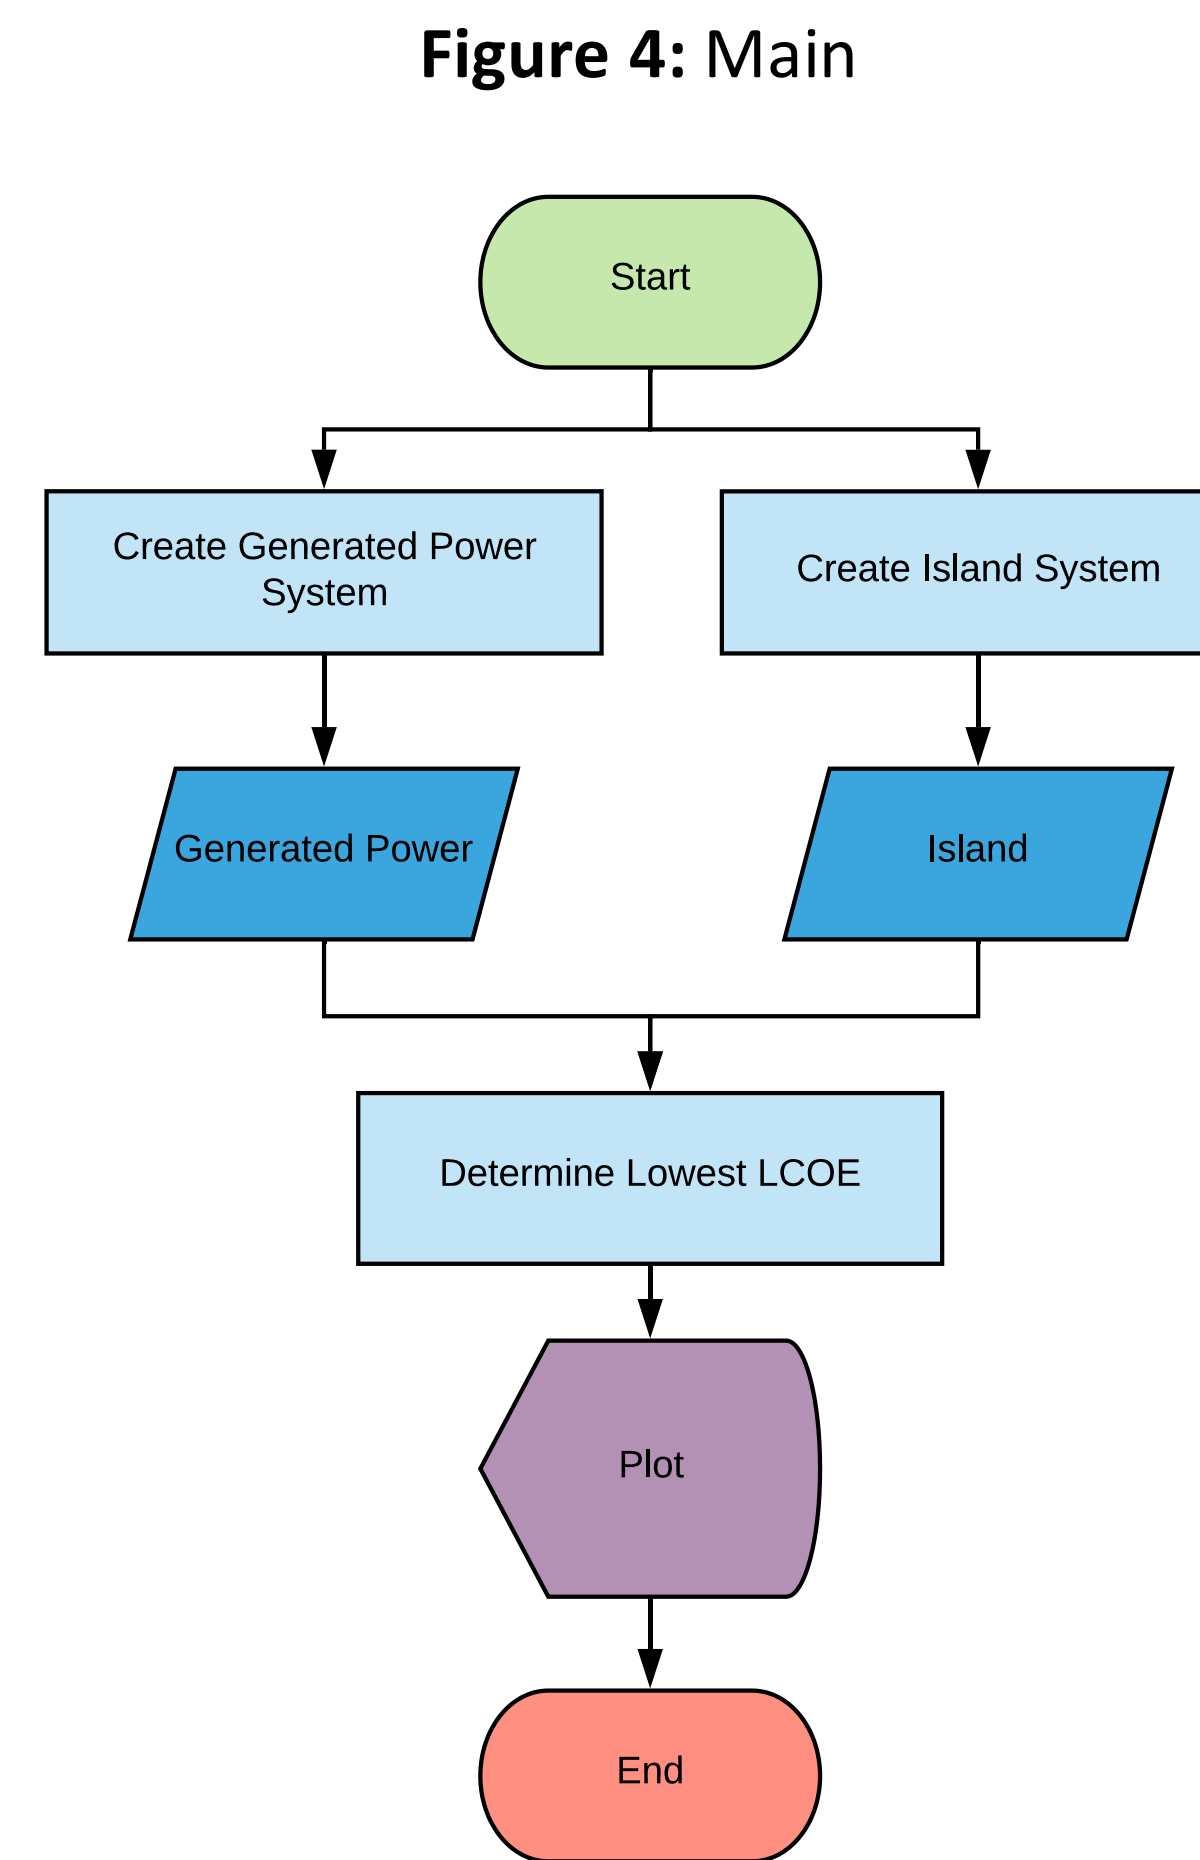 Figure 4: Main
Start
Create Generated Power
System
Create Island System
Generated Power
Island
Determine Lowest LCOE
Plot
End